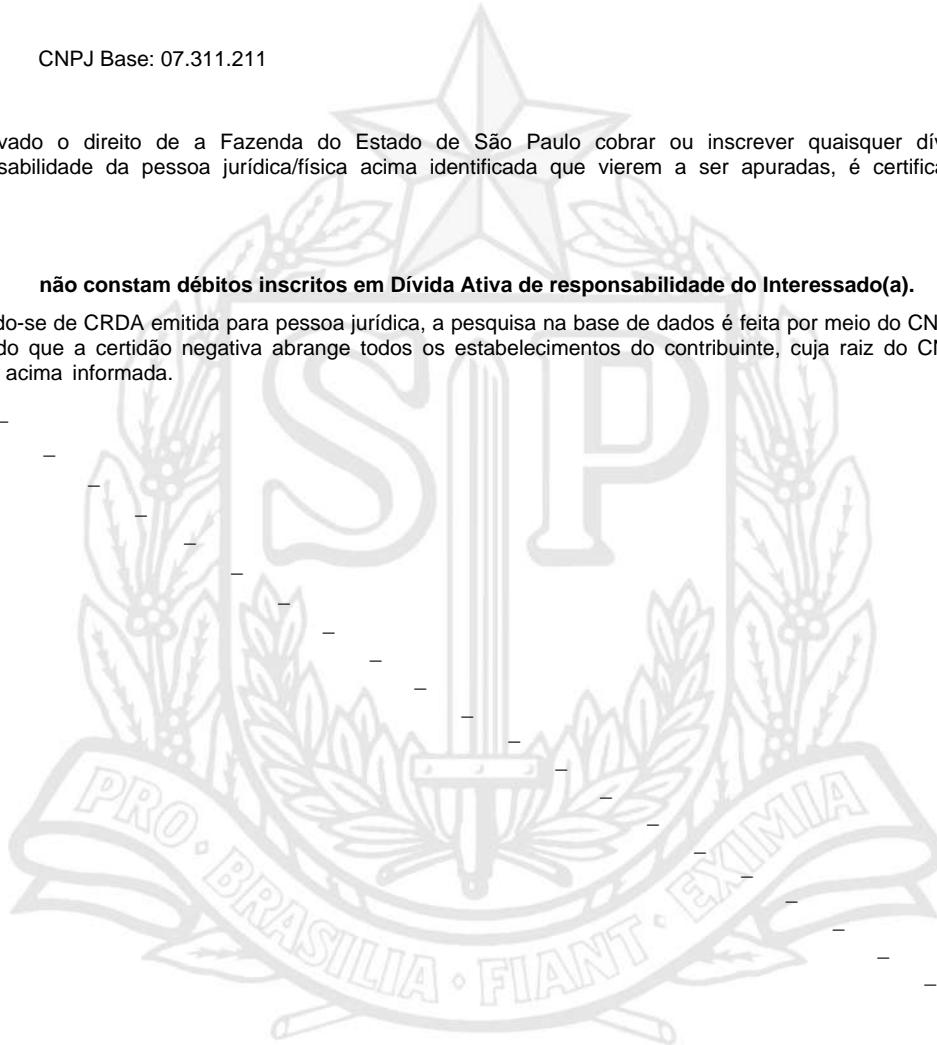 CNPJ Base: 07.311.211
vado o direito de a Fazenda do Estado de São Paulo cobrar ou inscrever quaisquer dív
sabilidade da pessoa jurídica/física acima identificada que vierem a ser apuradas, é certifica
não constam débitos inscritos em Dívida Ativa de responsabilidade do Interessado(a).
do-se de CRDA emitida para pessoa jurídica, a pesquisa na base de dados é feita por meio do CN
do que a certidão negativa abrange todos os estabelecimentos do contribuinte, cuja raiz do CN
acima informada.
SP
PRO · BRASILIA · FIANT · EXIMIA